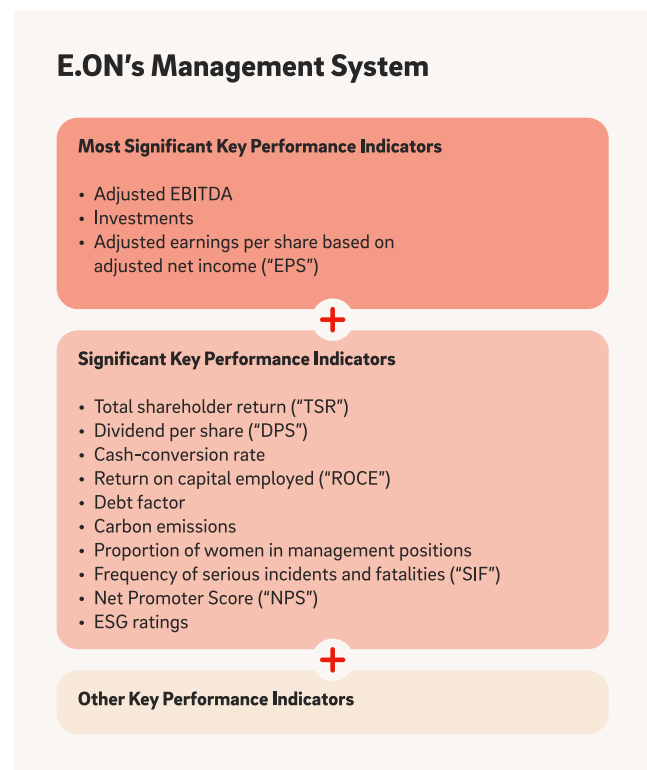 E.ON’s Management System
Most Significant Key Performance Indicators
• Adjusted EBITDA
• Investments
• Adjusted earnings per share based on
adjusted net income (“EPS”)
+
Significant Key Performance Indicators
• Total shareholder return (“TSR”)
• Dividend per share (“DPS”)
• Cash-conversion rate
• Return on capital employed (“ROCE”)
• Debt factor
• Carbon emissions
• Proportion of women in management positions
• Frequency of serious incidents and fatalities (“SIF”)
• Net Promoter Score (“NPS”)
• ESG ratings
+
Other Key Performance Indicators